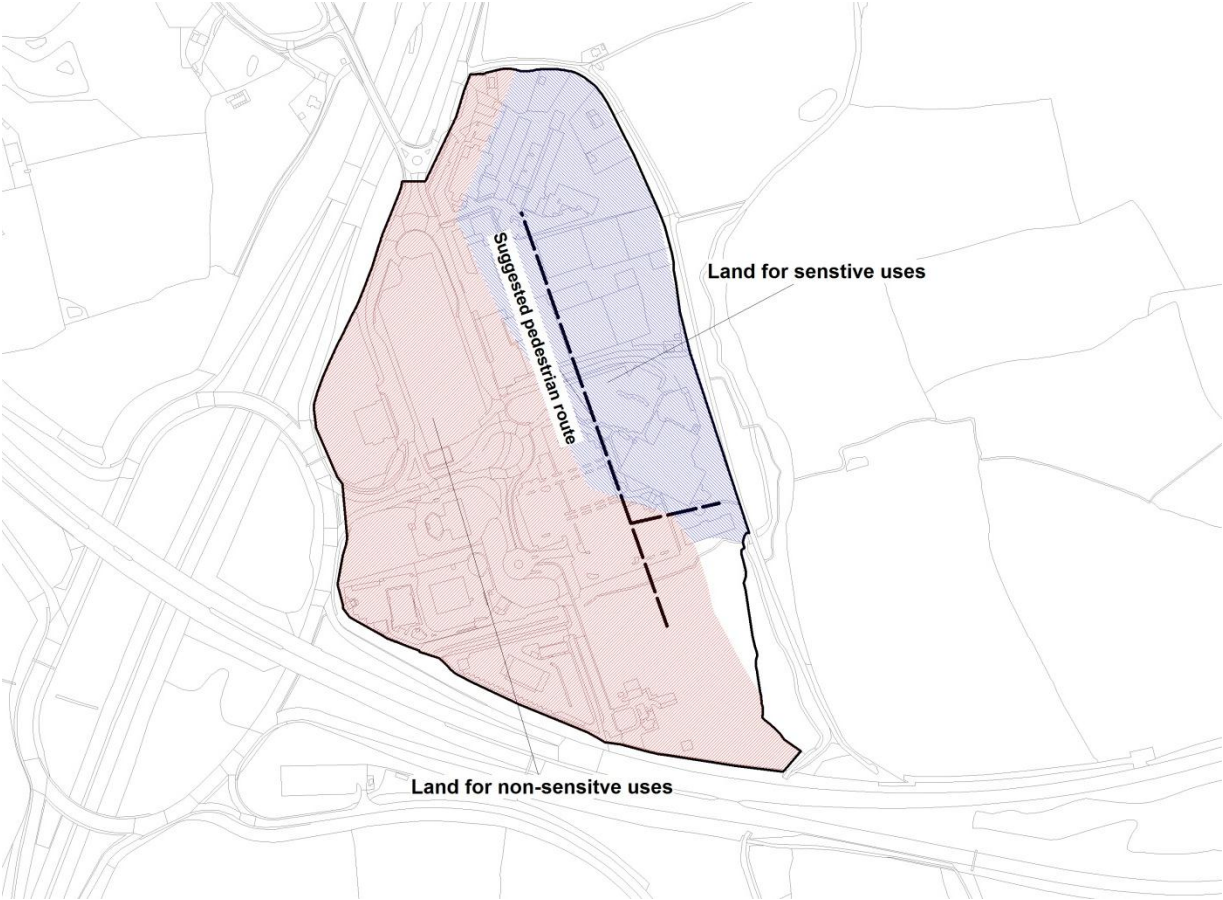 Suggested pedestrian route
Land for senstive uses
Land for non-sensitve uses